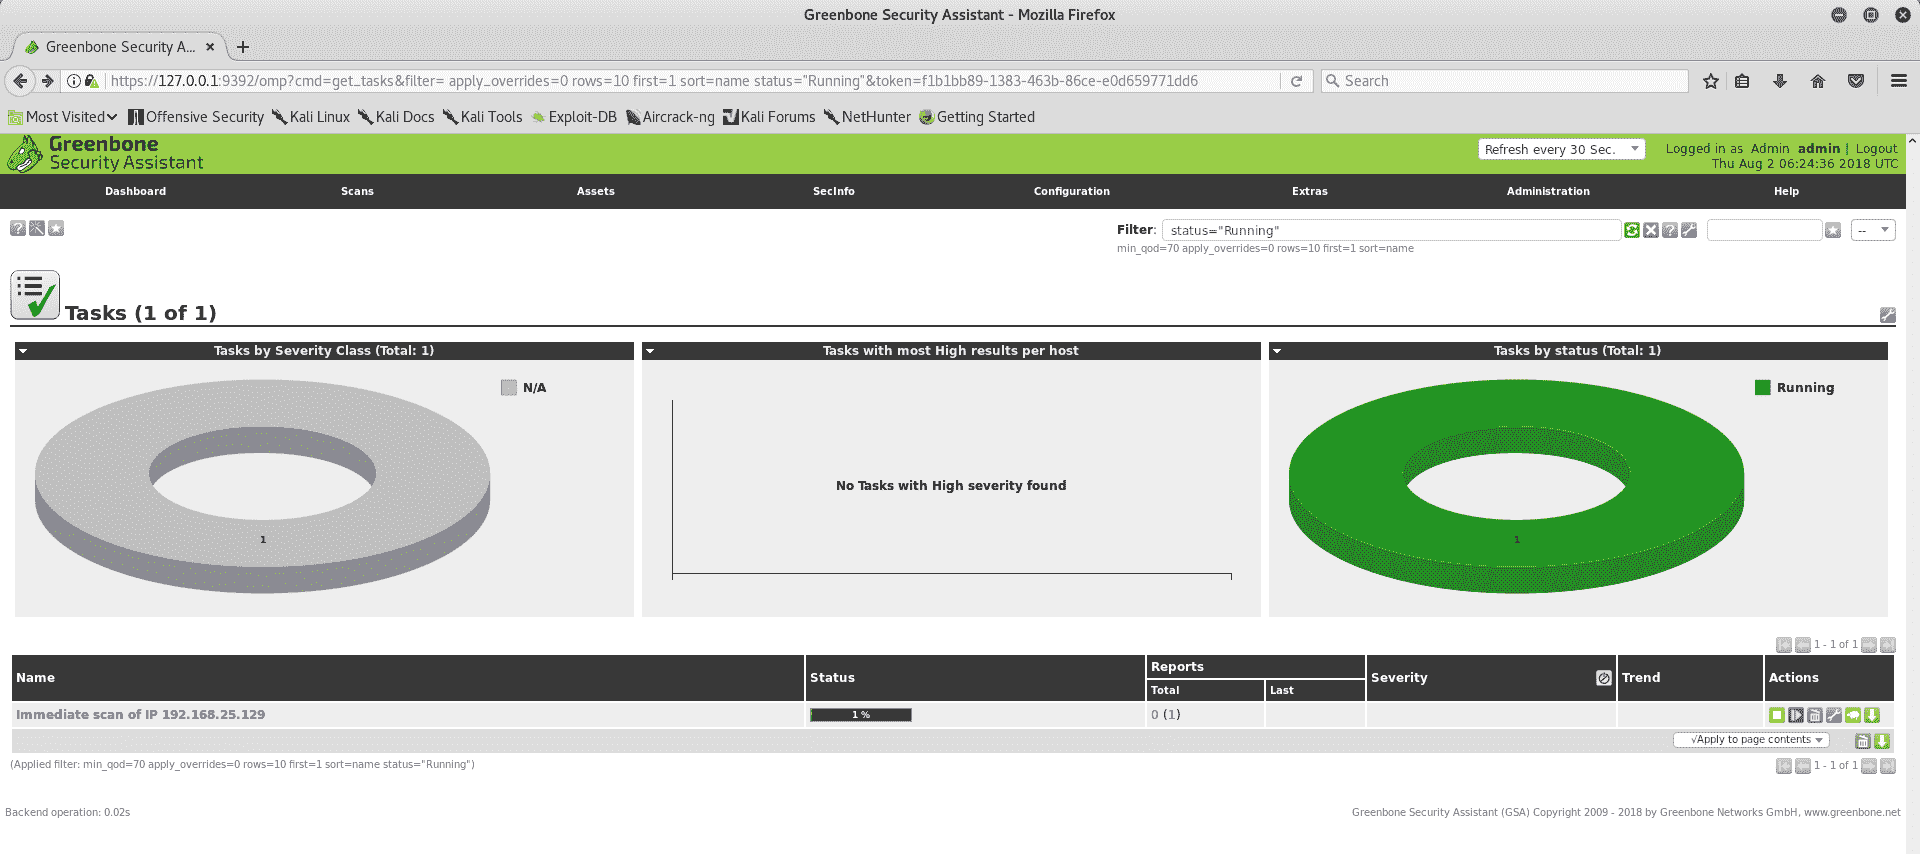 Greenbone Security Assistant - Mozilla Firefox
Greenbone Security A...
https://127.0.0.1:9392/omp?cmd=get_tasks&filter= apply_overrides=0 rows=10 first=1 sort=name status="Running"&token=f1b1bb89-1383-463b-86ce-e0d659771dd6
Search
Most Visited Offensive Security Kali Linux Kali Docs Kali Tools Exploit-DB Aircrack-ng Kali Forums NetHunter Getting Started
Greenbone
Security Assistant
Refresh every 30 Sec.
Logged in as Admin admin | Logout
Thu Aug 2 06:24:36 2018 UTC
Dashboard Scans Assets SecInfo Configuration Extras Administration Help
Filter: status="Running" --
min_qod=70 apply_overrides=0 rows=10 first=1 sort=name
Tasks (1 of 1)
Tasks by Severity Class (Total: 1)
N/A
1
Tasks with most High results per host
No Tasks with High severity found
Tasks by status (Total: 1)
Running
1
1 - 1 of 1
Name Status Reports Severity Trend Actions
Total Last
Immediate scan of IP 192.168.25.129 1 % 0 (1)
√Apply to page contents
(Applied filter: min_qod=70 apply_overrides=0 rows=10 first=1 sort=name status="Running")
1 - 1 of 1
Backend operation: 0.02s
Greenbone Security Assistant (GSA) Copyright 2009 - 2018 by Greenbone Networks GmbH, www.greenbone.net